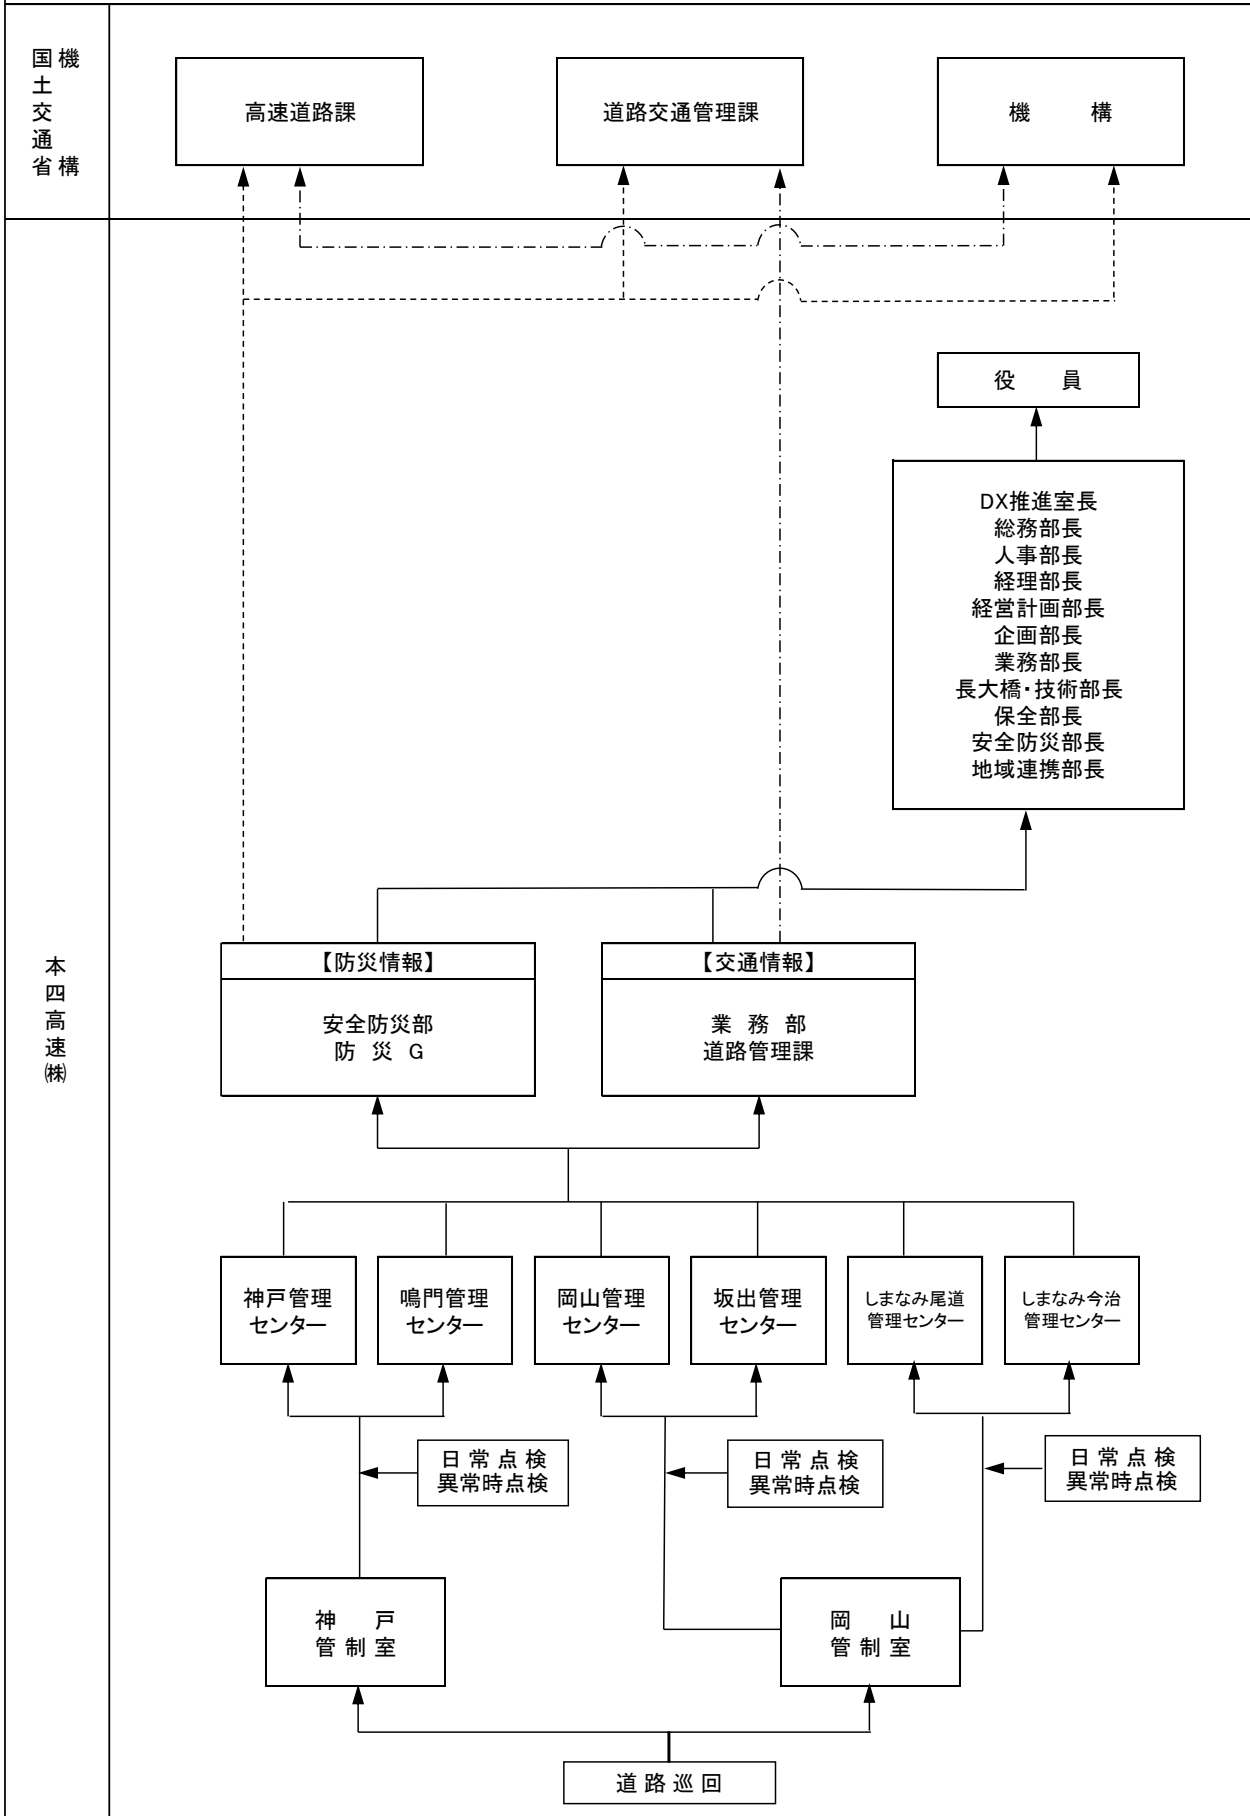 国土交通省
機構
高速道路課
道路交通管理課
機構
役員
DX推進室長
総務部長
人事部長
経理部長
経営計画部長
企画部長
業務部長
長大橋・技術部長
保全部長
安全防災部長
地域連携部長
本四高速㈱
【防災情報】
安全防災部
防災G
【交通情報】
業務部
道路管理課
神戸管理
センター
鳴門管理
センター
岡山管理
センター
坂出管理
センター
しまなみ尾道
管理センター
しまなみ今治
管理センター
日常点検
異常時点検
日常点検
異常時点検
日常点検
異常時点検
神戸
管制室
岡山
管制室
道路巡回